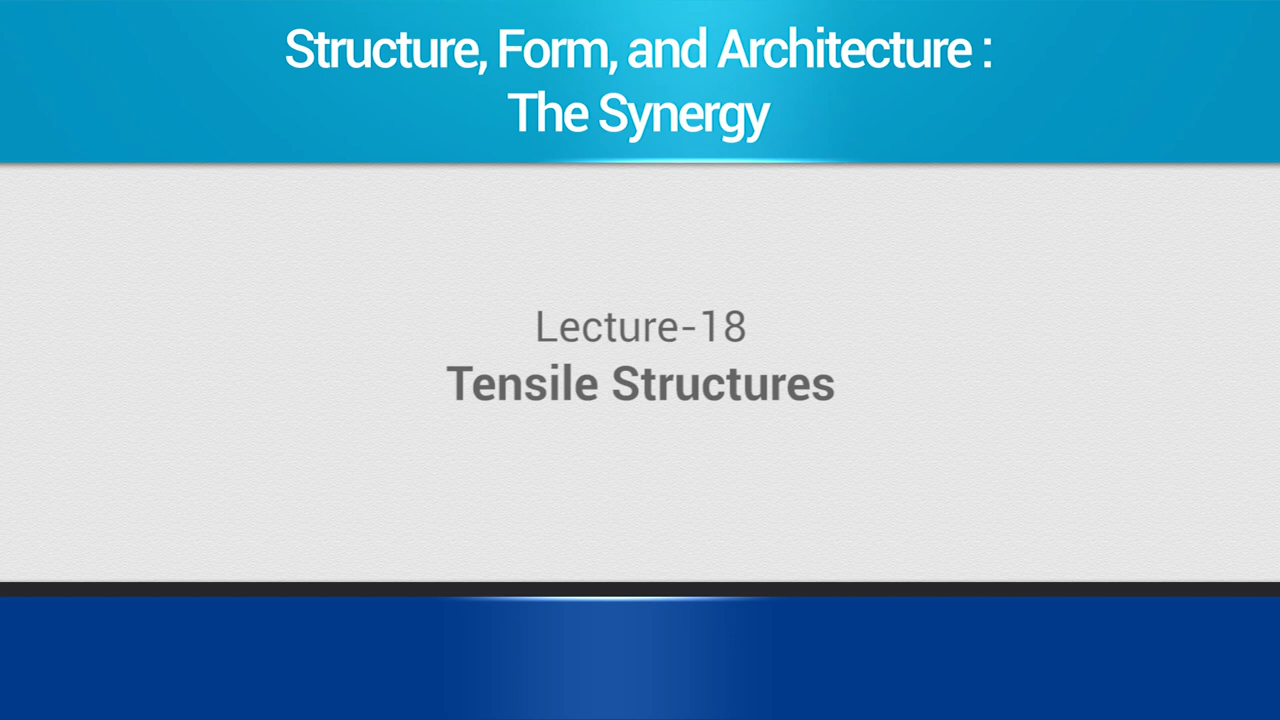 Structure, Form, and Architecture :
The Synergy
Lecture-18
Tensile Structures